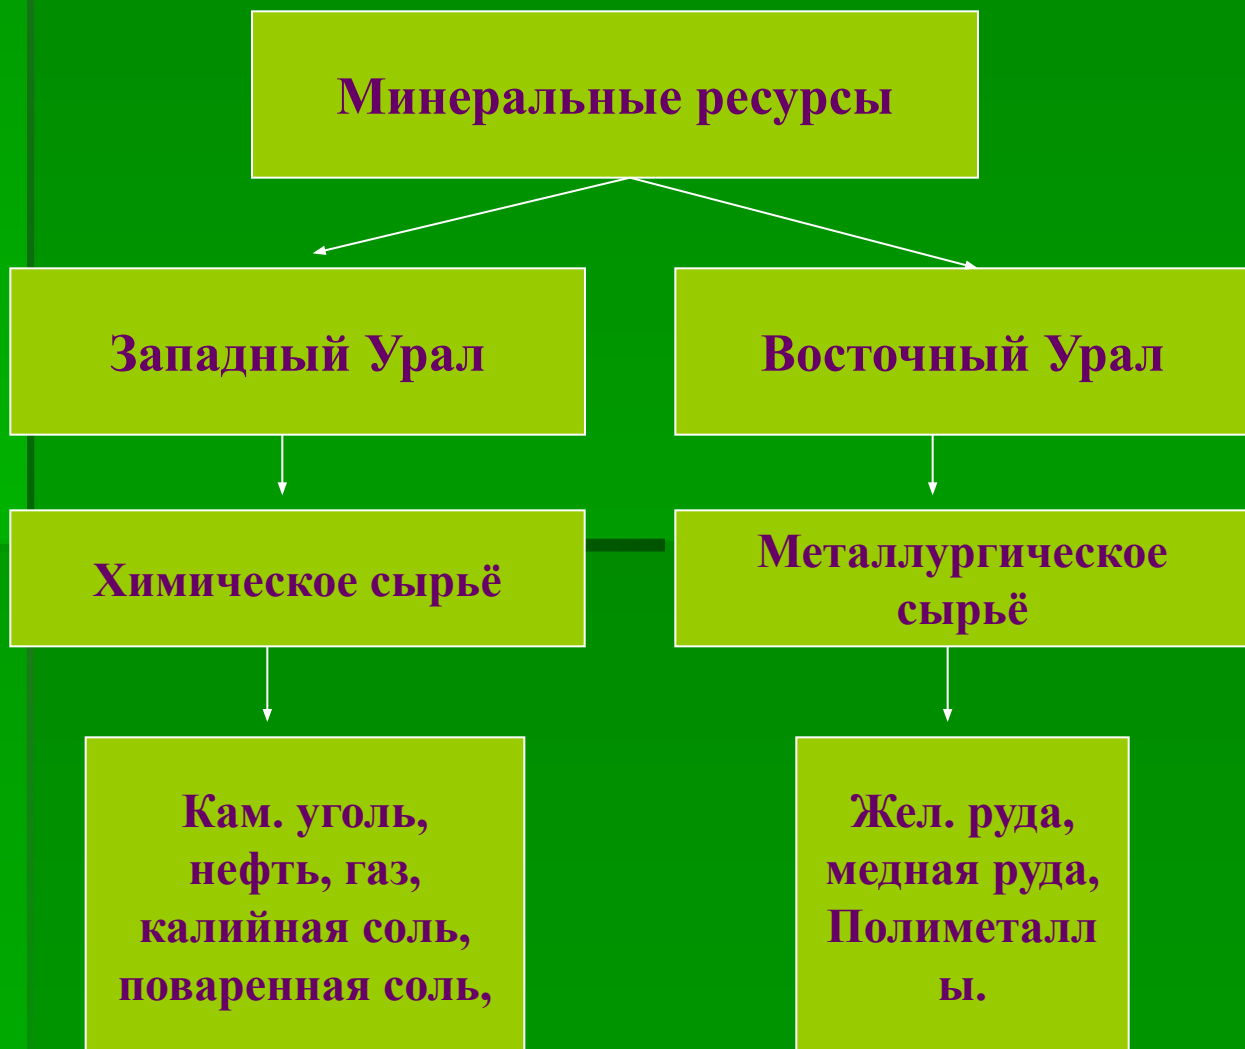 Минеральные ресурсы
Западный Урал
Восточный Урал
Химическое сырьё
Металлургическое
сырьё
Кам. уголь,
нефть, газ,
калийная соль,
поваренная соль,
Жел. руда,
медная руда,
Полиметалл
ы.